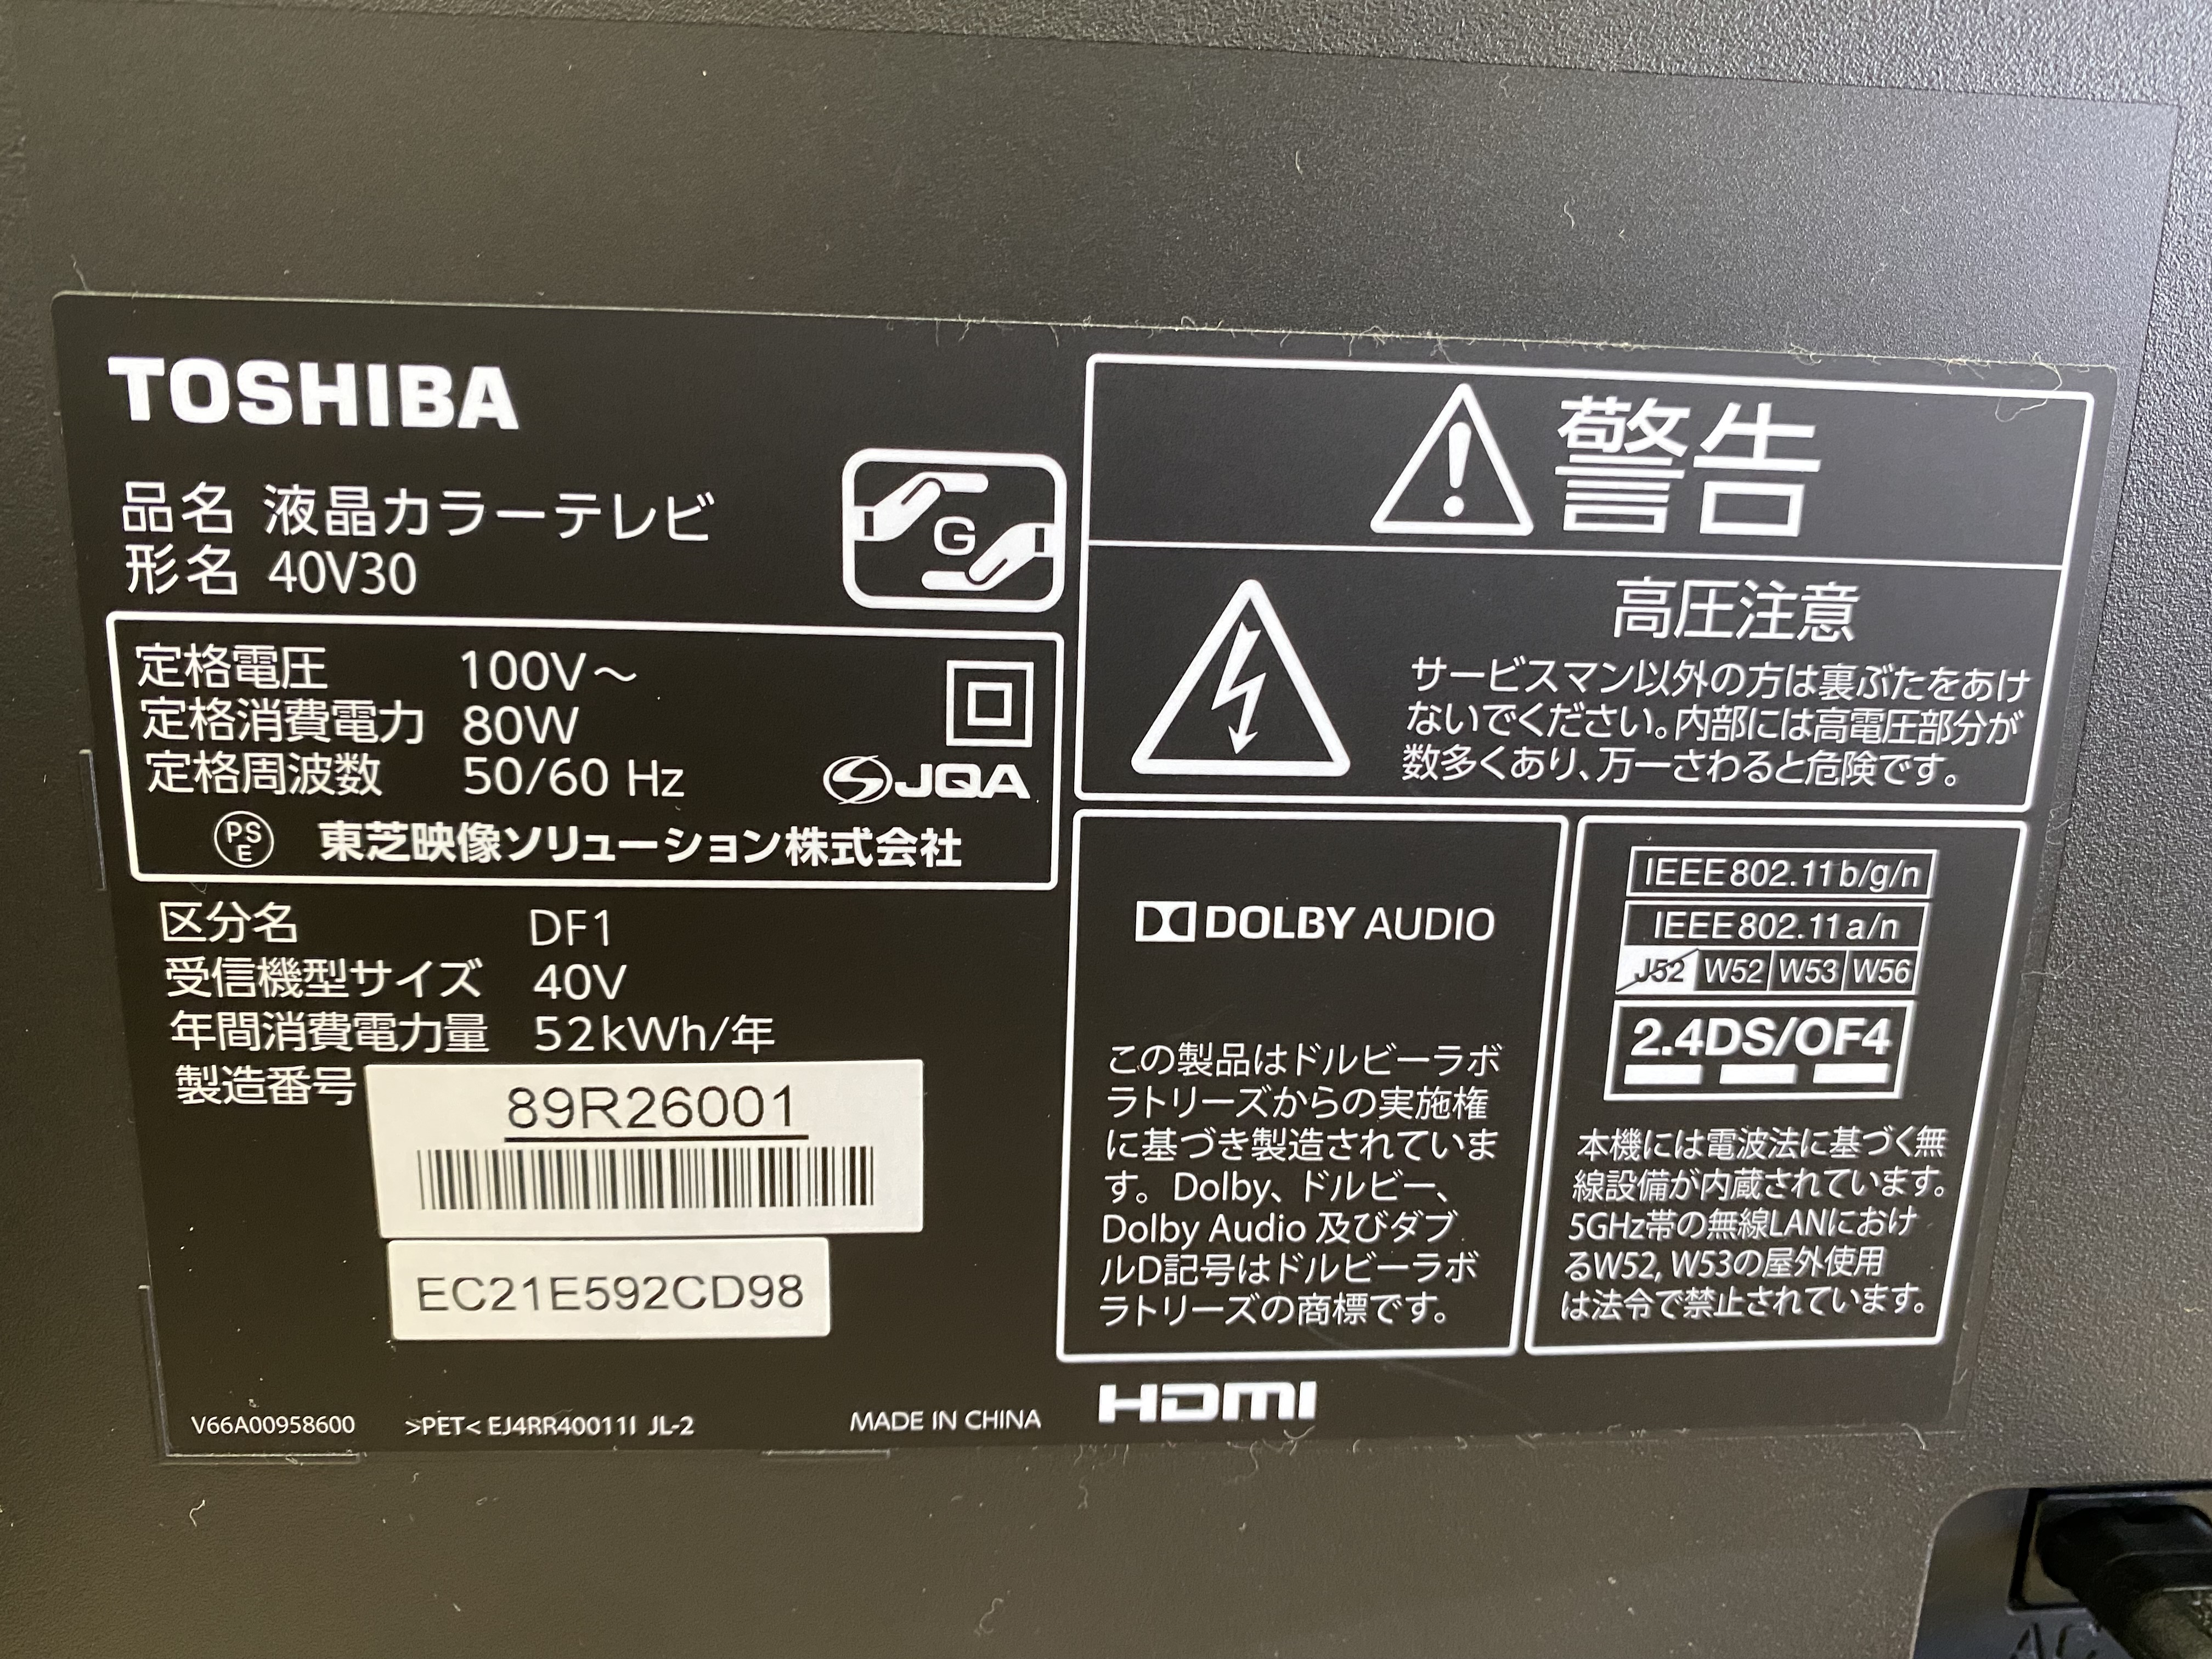 TOSHIBA
品名 液晶カラーテレビ
形名 40V30
G
定格電圧 100V～
定格消費電力 80W
定格周波数 50/60 Hz
JQA
PS
E
東芝映像ソリューション株式会社
区分名 DF1
受信機型サイズ 40V
年間消費電力量 52kWh/年
製造番号 89R26001
EC21E592CD98
V66A00958600 >PET< EJ4RR40011I JL-2 MADE IN CHINA
警告
高圧注意
サービスマン以外の方は裏ぶたをあけ
ないでください。内部には高電圧部分が
数多くあり、万一さわると危険です。
DOLBY AUDIO
この製品はドルビーラボ
ラトリーズからの実施権
に基づき製造されていま
す。Dolby、ドルビー、
Dolby Audio 及びダブ
ルD記号はドルビーラボ
ラトリーズの商標です。
IEEE802.11b/g/n
IEEE802.11a/n
J52 W52 W53 W56
2.4DS/OF4
本機には電波法に基づく無
線設備が内蔵されています。
5GHz帯の無線LANにおけ
るW52, W53の屋外使用
は法令で禁止されています。
HDMI
AC